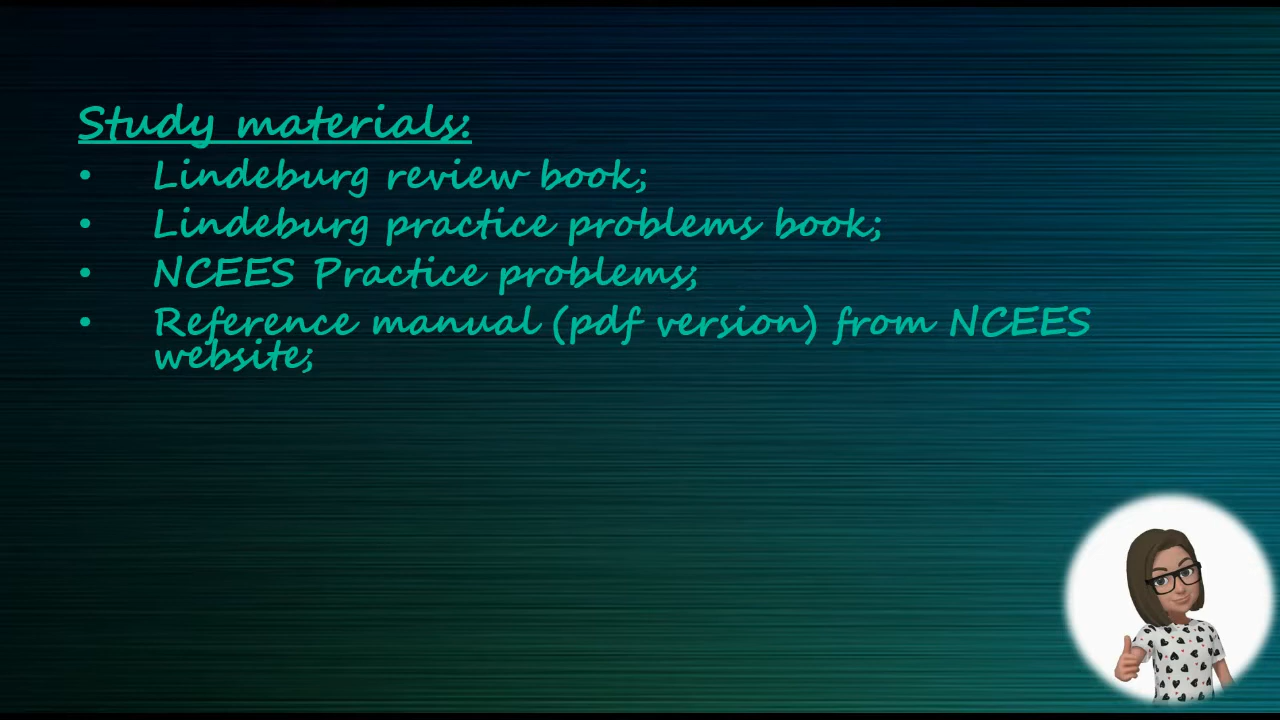 Study materials:
• Lindeburg review book;
• Lindeburg practice problems book;
• NCEES Practice problems;
• Reference manual (pdf version) from NCEES
website;